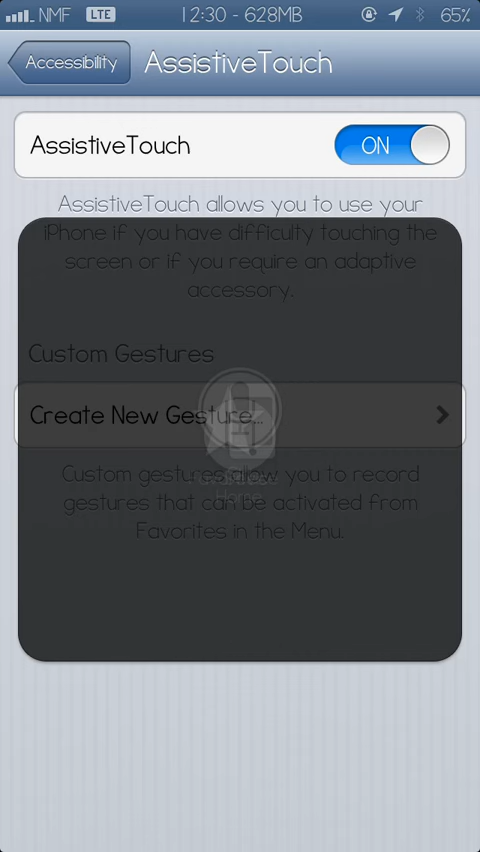 NMF LTE 12:30 - 628MB 65%
Accessibility AssistiveTouch
AssistiveTouch ON
AssistiveTouch allows you to use your
iPhone if you have difficulty touching the
screen or if you require an adaptive
accessory.
Custom Gestures
Create New Gesture...
Custom gestures allow you to record
gestures that can be activated from
Favorites in the Menu.
Home